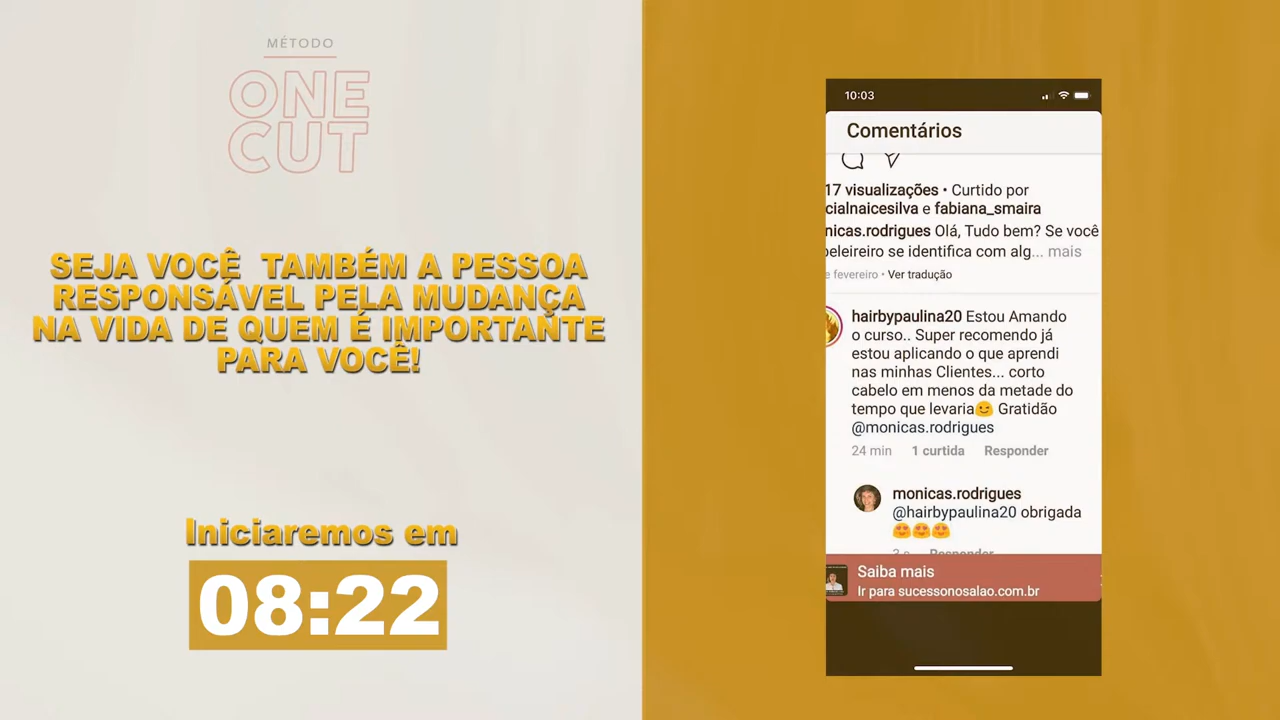 MÉTODO
ONE
CUT
SEJA VOCÊ TAMBÉM A PESSOA
RESPONSÁVEL PELA MUDANÇA
NA VIDA DE QUEM É IMPORTANTE
PARA VOCÊ!
Iniciaremos em
08:22
10:03
Comentários
17 visualizações • Curtido por
cialnaicesilva e fabiana_smaira
nicas.rodrigues Olá, Tudo bem? Se você
beleireiro se identifica com alg... mais
e fevereiro • Ver tradução
hairbypaulina20 Estou Amando
o curso.. Super recomendo já
estou aplicando o que aprendi
nas minhas Clientes... corto
cabelo em menos da metade do
tempo que levaria😉 Gratidão
@monicas.rodrigues
24 min 1 curtida Responder
monicas.rodrigues
@hairbypaulina20 obrigada
😍😍😍
Responder
Saiba mais
Ir para sucessonosalao.com.br